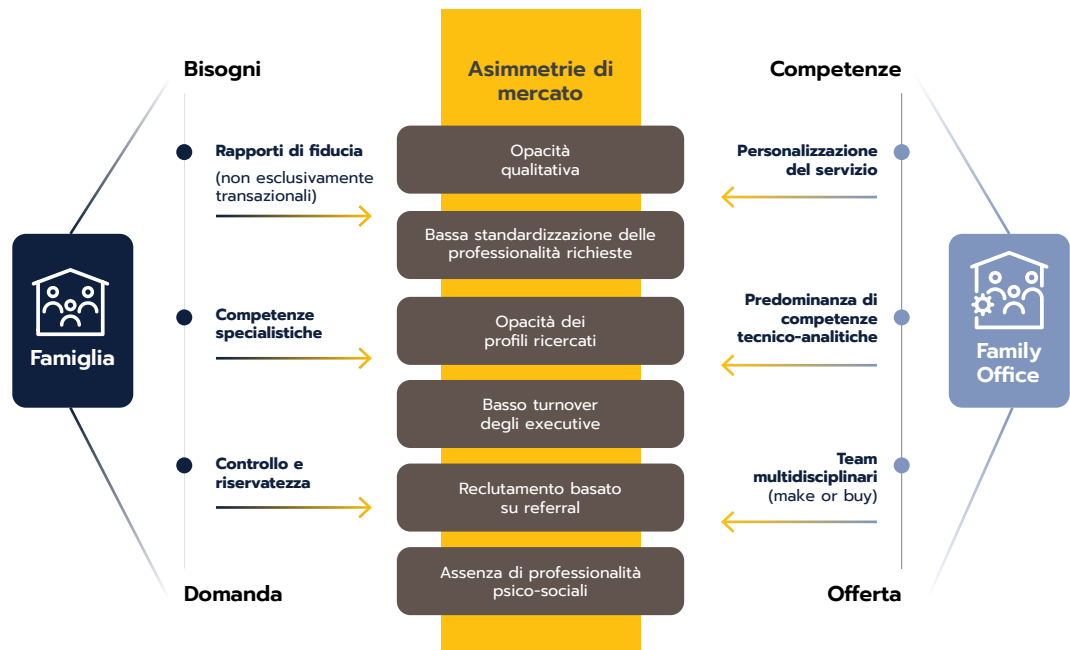 Bisogni
Asimmetrie di
mercato
Competenze
Rapporti di fiducia
(non esclusivamente
transazionali)
Opacità
qualitativa
Personalizzazione
del servizio
Bassa standardizzazione delle
professionalità richieste
Famiglia
Competenze
specialistiche
Opacità dei
profili ricercati
Predominanza di
competenze
tecnico-analitiche
Family
Office
Basso turnover
degli executive
Controllo e
riservatezza
Reclutamento basato
su referral
Team
multidisciplinari
(make or buy)
Assenza di professionalità
psico-sociali
Domanda
Offerta